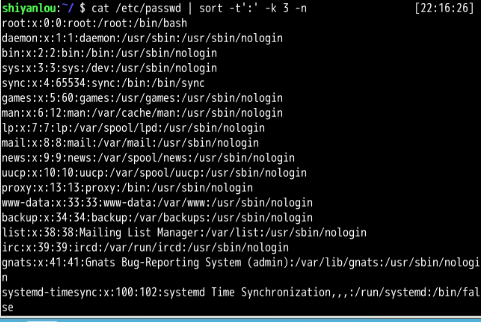 shiyanlou:~/ $ cat /etc/passwd | sort -t':' -k 3 -n [22:16:26]
root:x:0:0:root:/root:/bin/bash
daemon:x:1:1:daemon:/usr/sbin:/usr/sbin/nologin
bin:x:2:2:bin:/bin:/usr/sbin/nologin
sys:x:3:3:sys:/dev:/usr/sbin/nologin
sync:x:4:65534:sync:/bin:/bin/sync
games:x:5:60:games:/usr/games:/usr/sbin/nologin
man:x:6:12:man:/var/cache/man:/usr/sbin/nologin
lp:x:7:7:lp:/var/spool/lpd:/usr/sbin/nologin
mail:x:8:8:mail:/var/mail:/usr/sbin/nologin
news:x:9:9:news:/var/spool/news:/usr/sbin/nologin
uucp:x:10:10:uucp:/var/spool/uucp:/usr/sbin/nologin
proxy:x:13:13:proxy:/bin:/usr/sbin/nologin
www-data:x:33:33:www-data:/var/www:/usr/sbin/nologin
backup:x:34:34:backup:/var/backups:/usr/sbin/nologin
list:x:38:38:Mailing List Manager:/var/list:/usr/sbin/nologin
irc:x:39:39:ircd:/var/run/ircd:/usr/sbin/nologin
gnats:x:41:41:Gnats Bug-Reporting System (admin):/var/lib/gnats:/usr/sbin/nologi
n
systemd-timesync:x:100:102:systemd Time Synchronization,,,:/run/systemd:/bin/fal
se